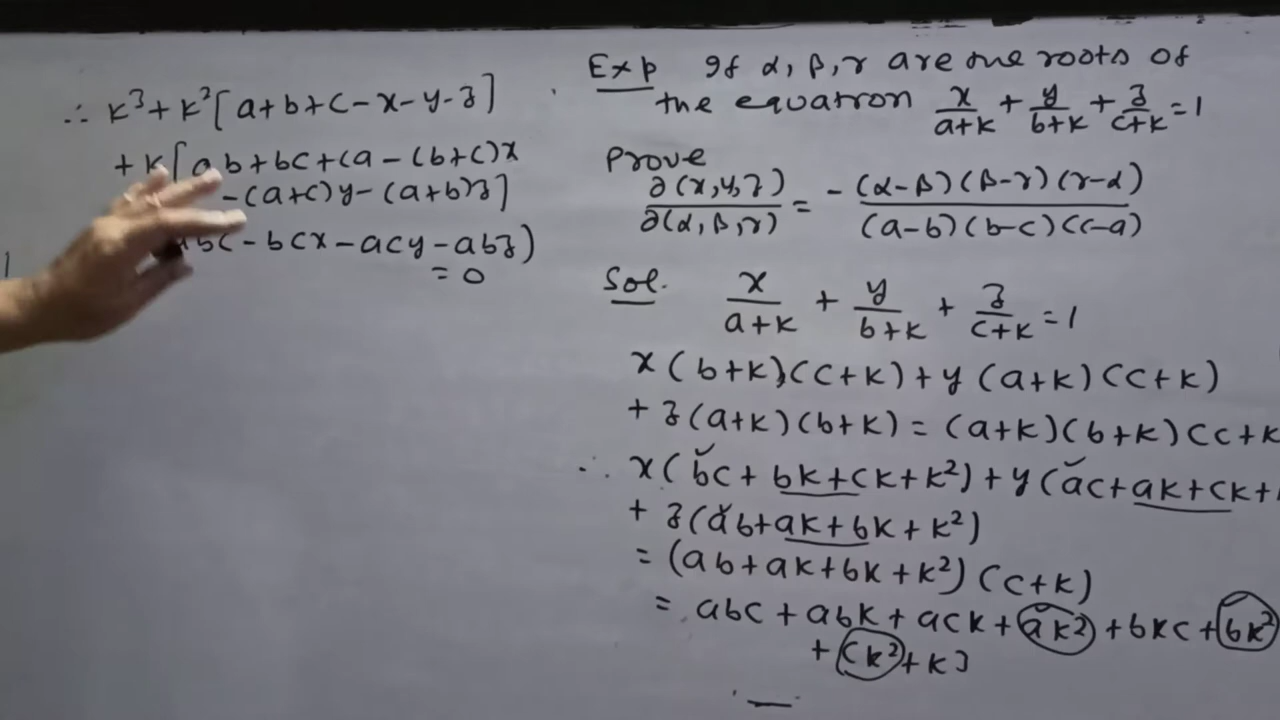 ∴ k³ + k²[a+b+c-x-y-z]
+ k[ab+bc+ca-(b+c)x
-(a+c)y-(a+b)z]
abc-bcx-acy-abz)
= 0
Exp If α, β, γ are the roots of
the equation x/(a+k) + y/(b+k) + z/(c+k) = 1
Prove
∂(x,y,z)/∂(α,β,γ) = - (α-β)(β-γ)(γ-α)/(a-b)(b-c)(c-a)
Sol. x/(a+k) + y/(b+k) + z/(c+k) = 1
x(b+k)(c+k)+y(a+k)(c+k)
+ z(a+k)(b+k) = (a+k)(b+k)(c+k
∴ x(bc+bk+ck+k²)+y(ac+ak+ck+
+ z(ab+ak+bk+k²)
= (ab+ak+bk+k²)(c+k)
= abc+abk+ack+ak²+bkc+bk²
+ck²+k3